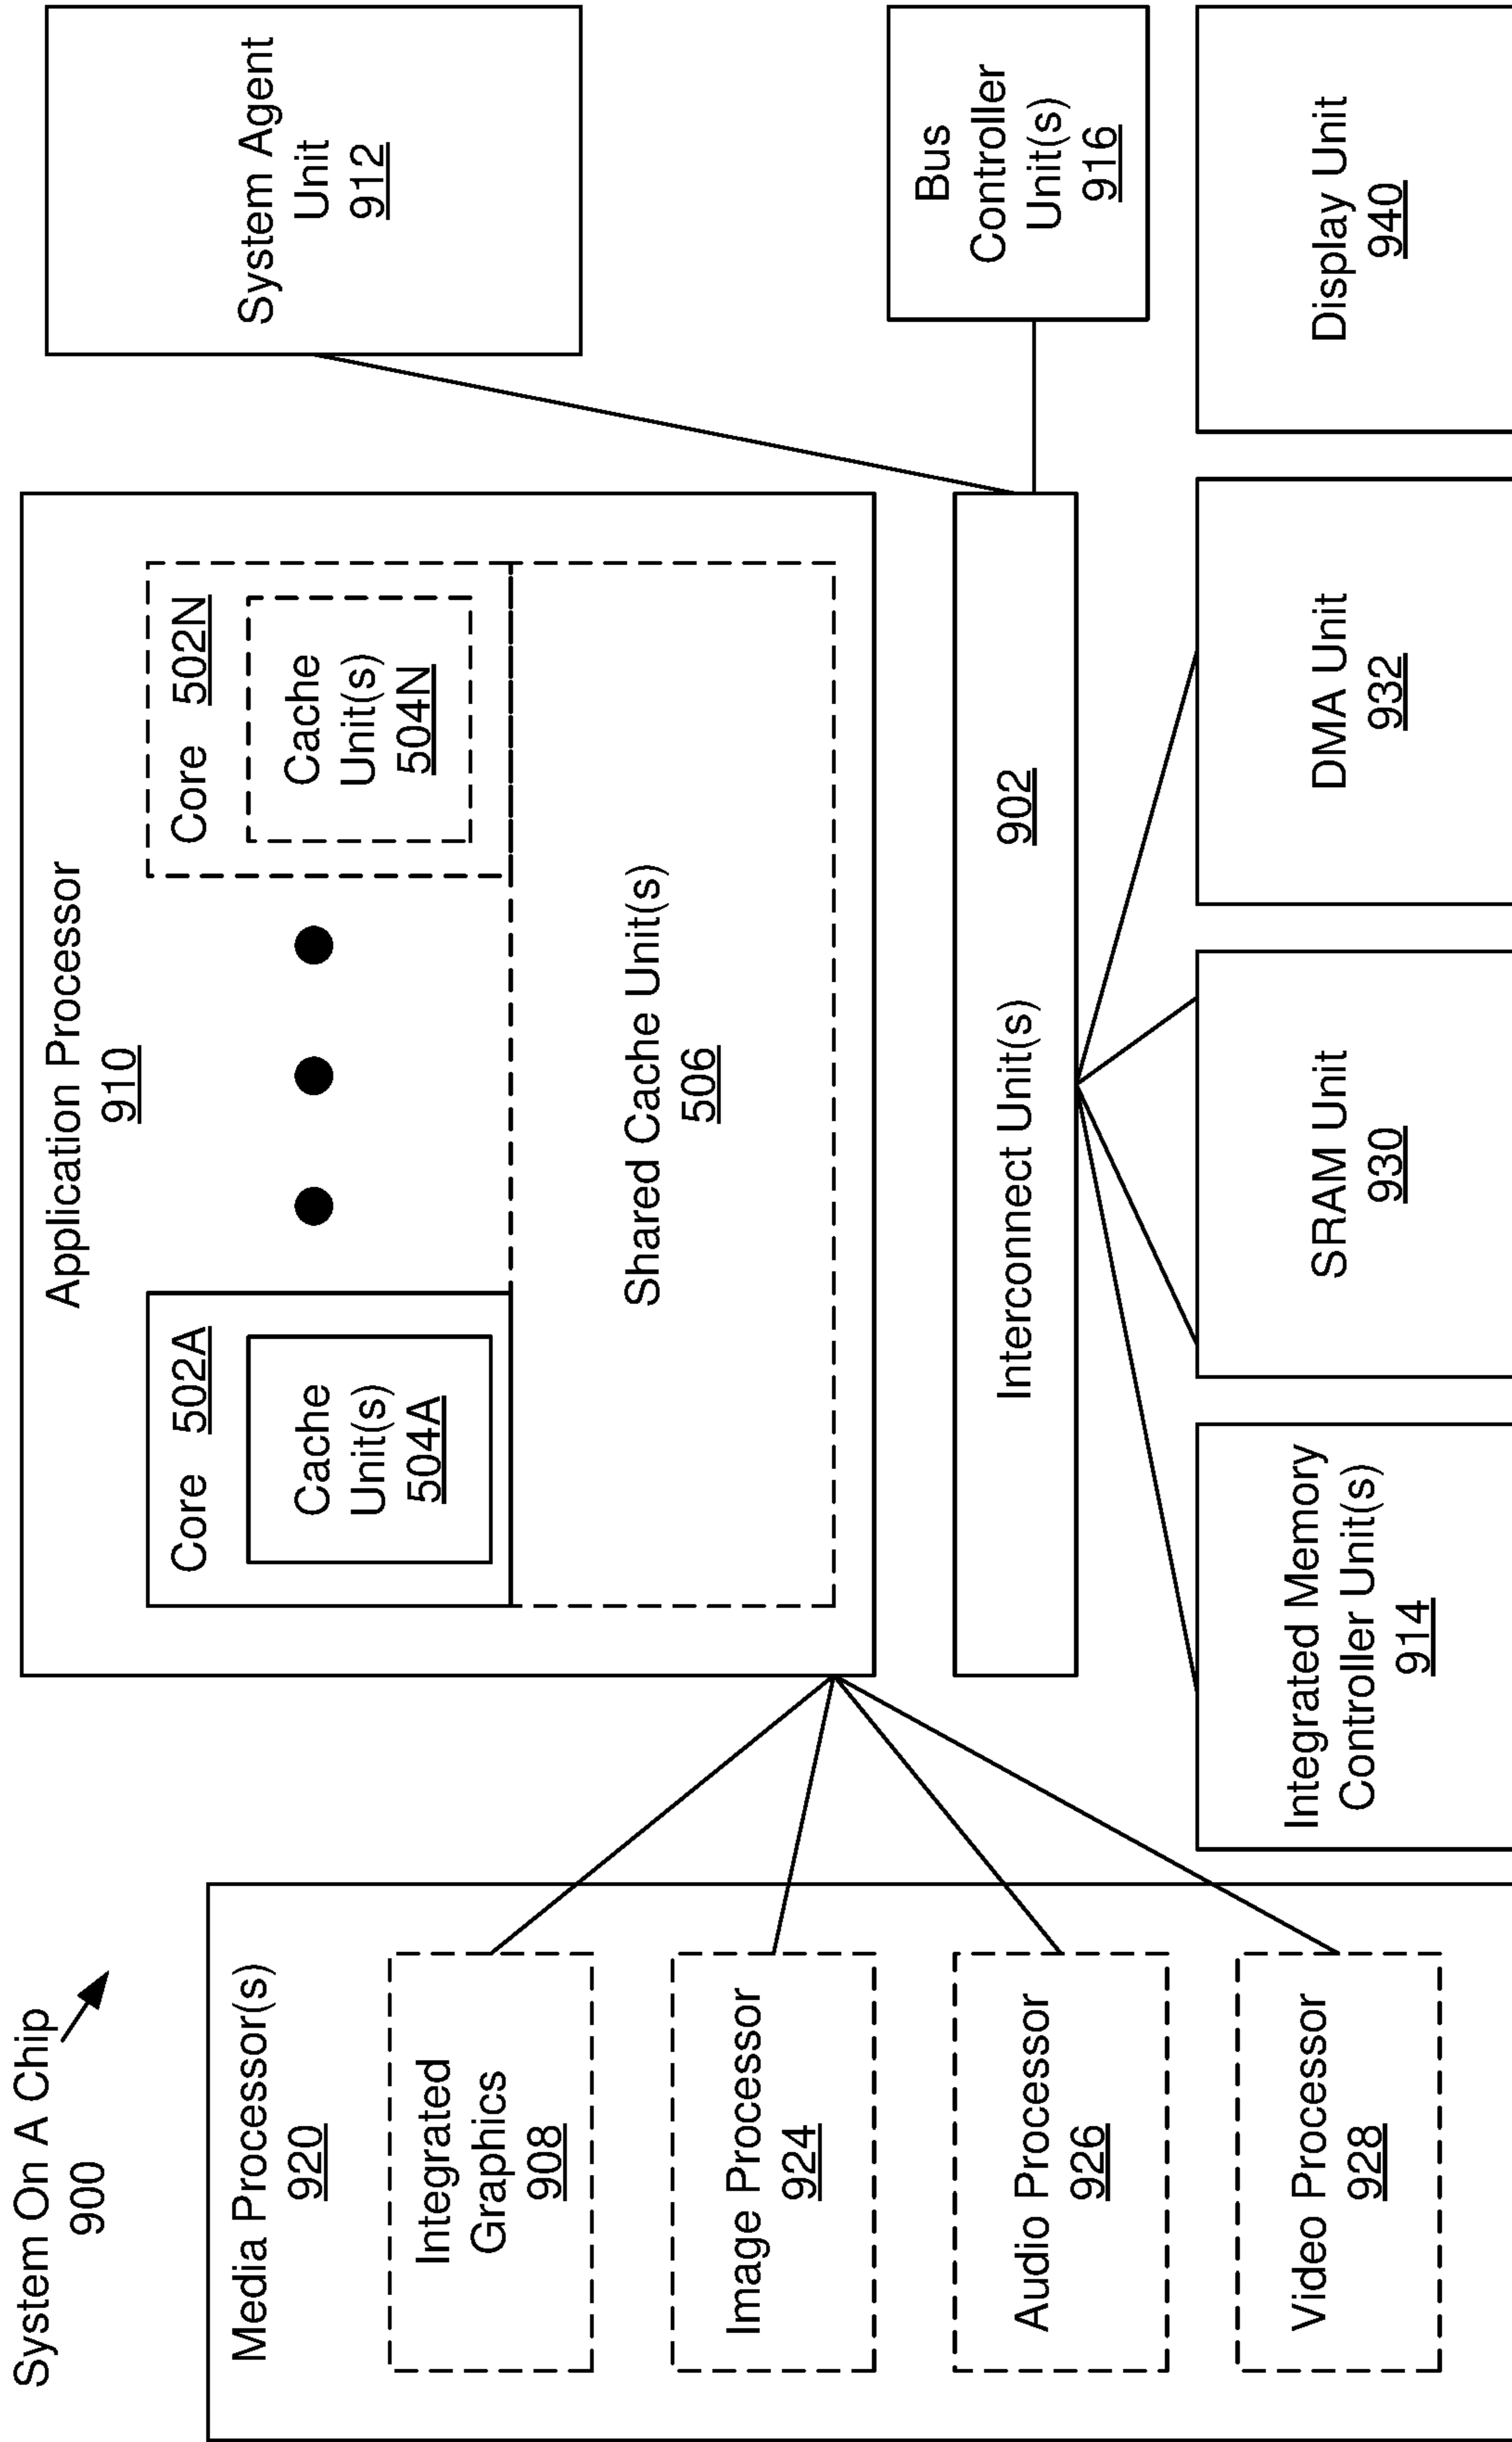 System On A Chip
900
Media Processor(s)
920
Integrated
Graphics
908
Image Processor
924
Audio Processor
926
Video Processor
928
Application Processor
910
Core 502A
Cache
Unit(s)
504A
Core 502N
Cache
Unit(s)
504N
Shared Cache Unit(s)
506
System Agent
Unit
912
Interconnect Unit(s) 902
Bus
Controller
Unit(s)
916
Integrated Memory
Controller Unit(s)
914
SRAM Unit
930
DMA Unit
932
Display Unit
940